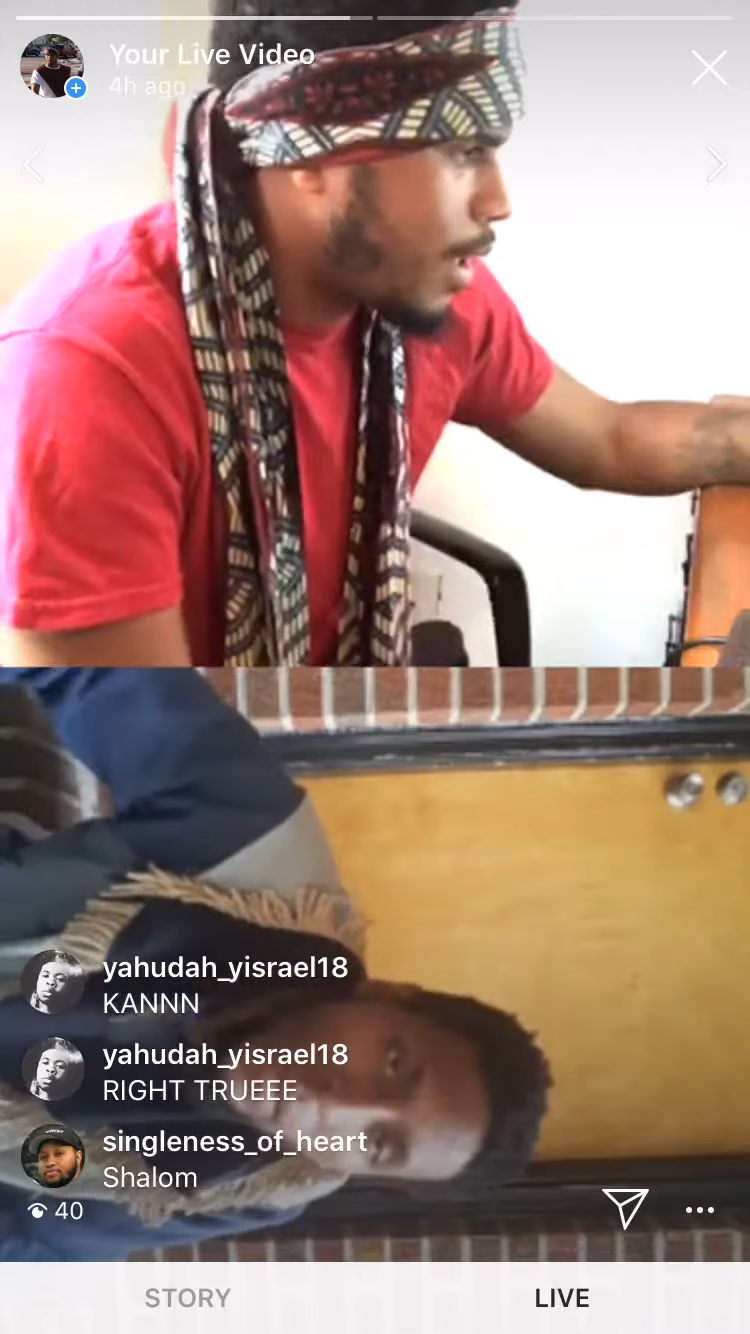 Your Live Video
4h ago
yahudah_yisrael18
KANNN
yahudah_yisrael18
RIGHT TRUEEE
singleness_of_heart
Shalom
40
STORY
LIVE